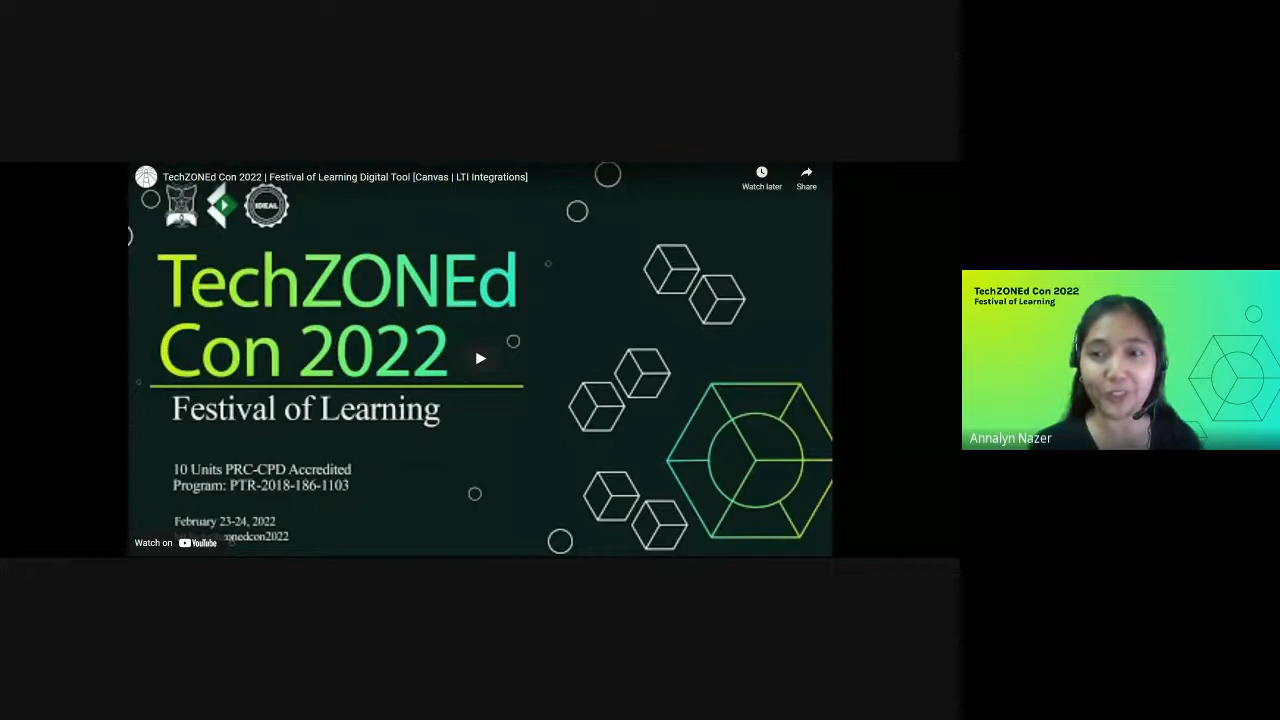 TechZONEd Con 2022 | Festival of Learning Digital Tool [Canvas | LTI Integrations]
Watch later
Share
IDEAL
TechZONEd
Con 2022
Festival of Learning
10 Units PRC-CPD Accredited
Program: PTR-2018-186-1103
February 23-24, 2022
Watch on YouTube
TechZONEd Con 2022
Festival of Learning
Annalyn Nazer